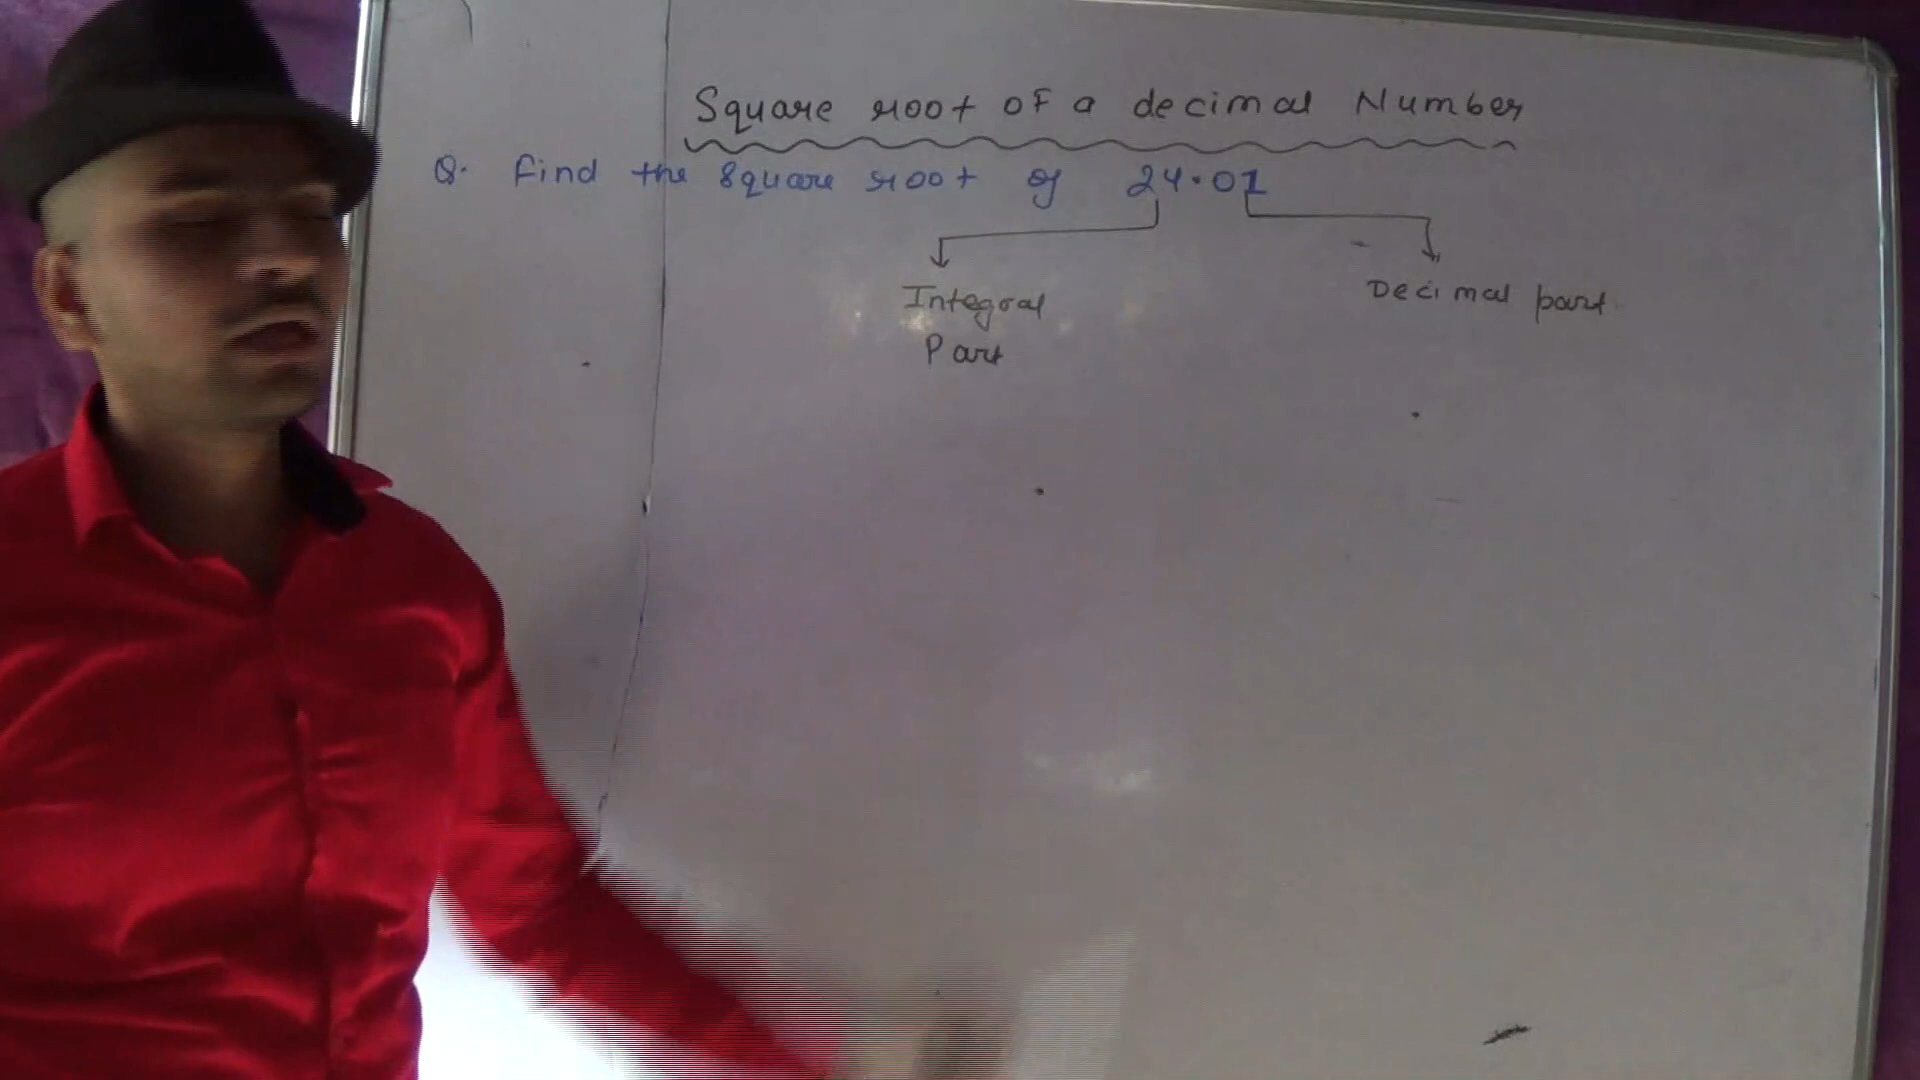 Square root of a decimal Number
Q. Find the Square root of 24.01
Integral
Part
Decimal part